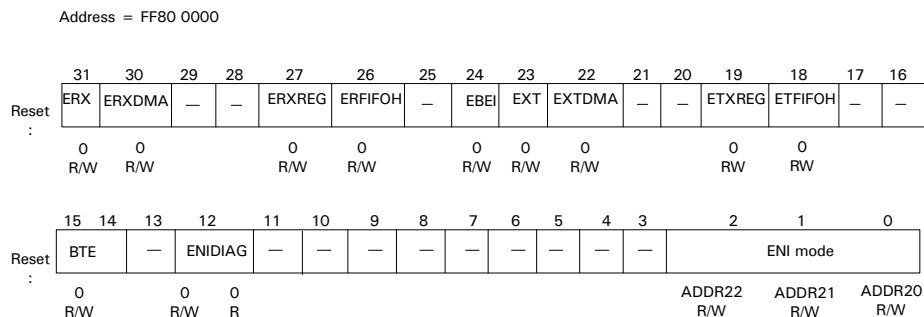 Address = FF80 0000
31 30 29 28 27 26 25 24 23 22 21 20 19 18 17 16
Reset : ERX ERXDMA — — ERXREG ERFIFOH — EBEI EXT EXTDMA — — ETXREG ETFIFOH — —
0 0 0 0 0 0 0 0 0
R/W R/W R/W R/W R/W R/W R/W RW RW
15 14 13 12 11 10 9 8 7 6 5 4 3 2 1 0
Reset : BTE — ENIDIAG — — — — — — — — — ENI mode
0 0 0 ADDR22 ADDR21 ADDR20
R/W R/W R R/W R/W R/W